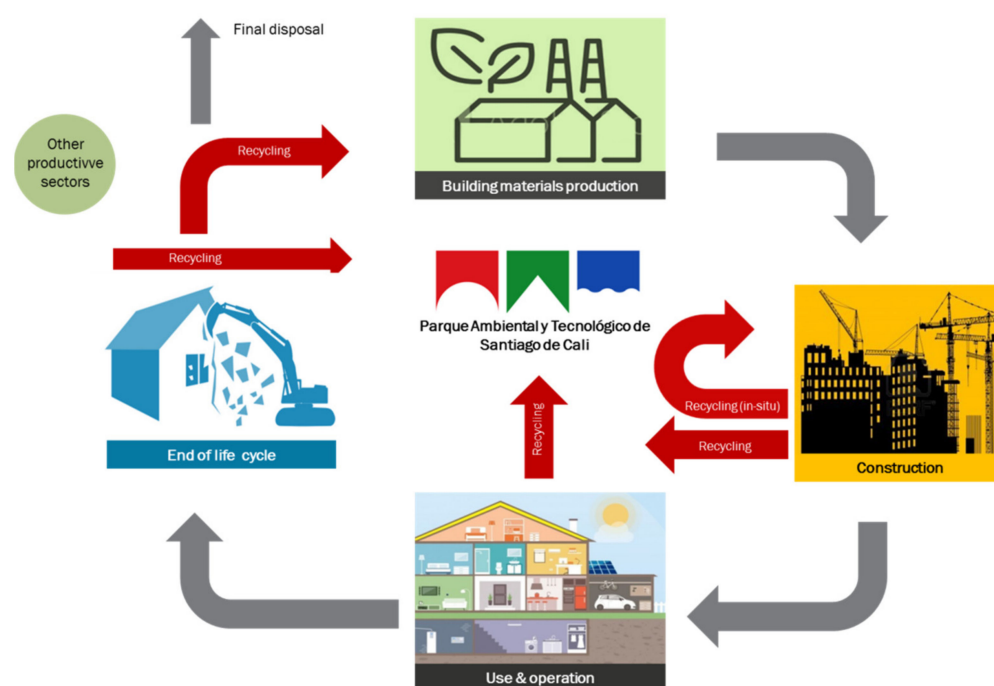 Final disposal
Other
productivve
sectors
Recycling
Building materials production
Recycling
Parque Ambiental y Tecnológico de
Santiago de Cali
Recycling (in-situ)
Recycling
Recycling
End of life cycle
Construction
Use & operation